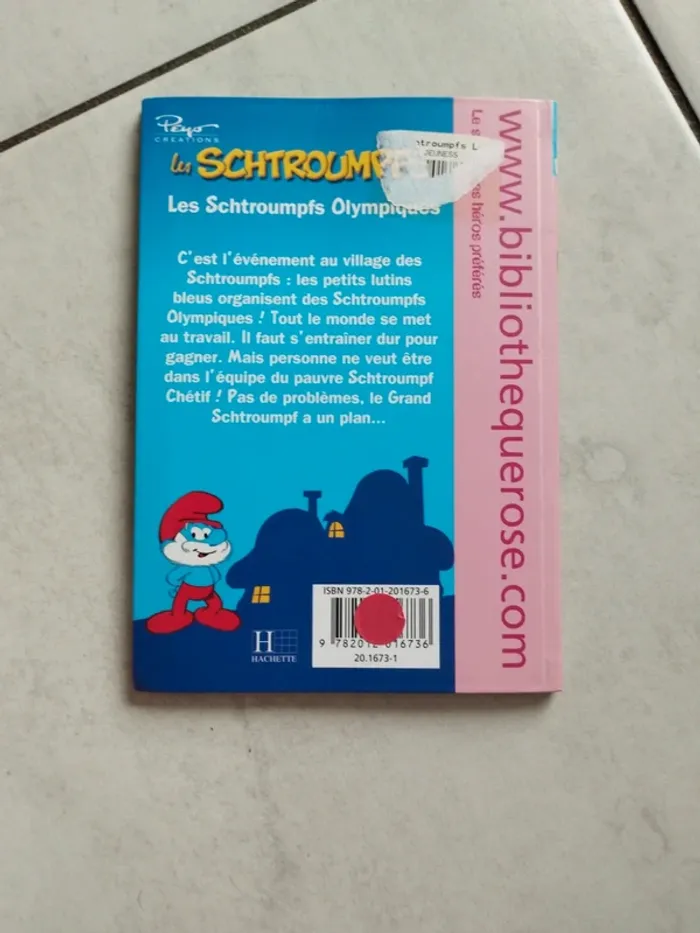 Peyo
CREATIONS
troumpfs L
JEUNESS
les SCHTROUMPFS
Les Schtroumpfs Olympiques
C'est l'événement au village des
Schtroumpfs : les petits lutins
bleus organisent des Schtroumpfs
Olympiques ! Tout le monde se met
au travail. Il faut s'entraîner dur pour
gagner. Mais personne ne veut être
dans l'équipe du pauvre Schtroumpf
Chétif ! Pas de problèmes, le Grand
Schtroumpf a un plan...
ISBN 978-2-01-201673-6
9 782012 016736
20.1673-1
H
HACHETTE
www.bibliothequerose.com
héros préférés